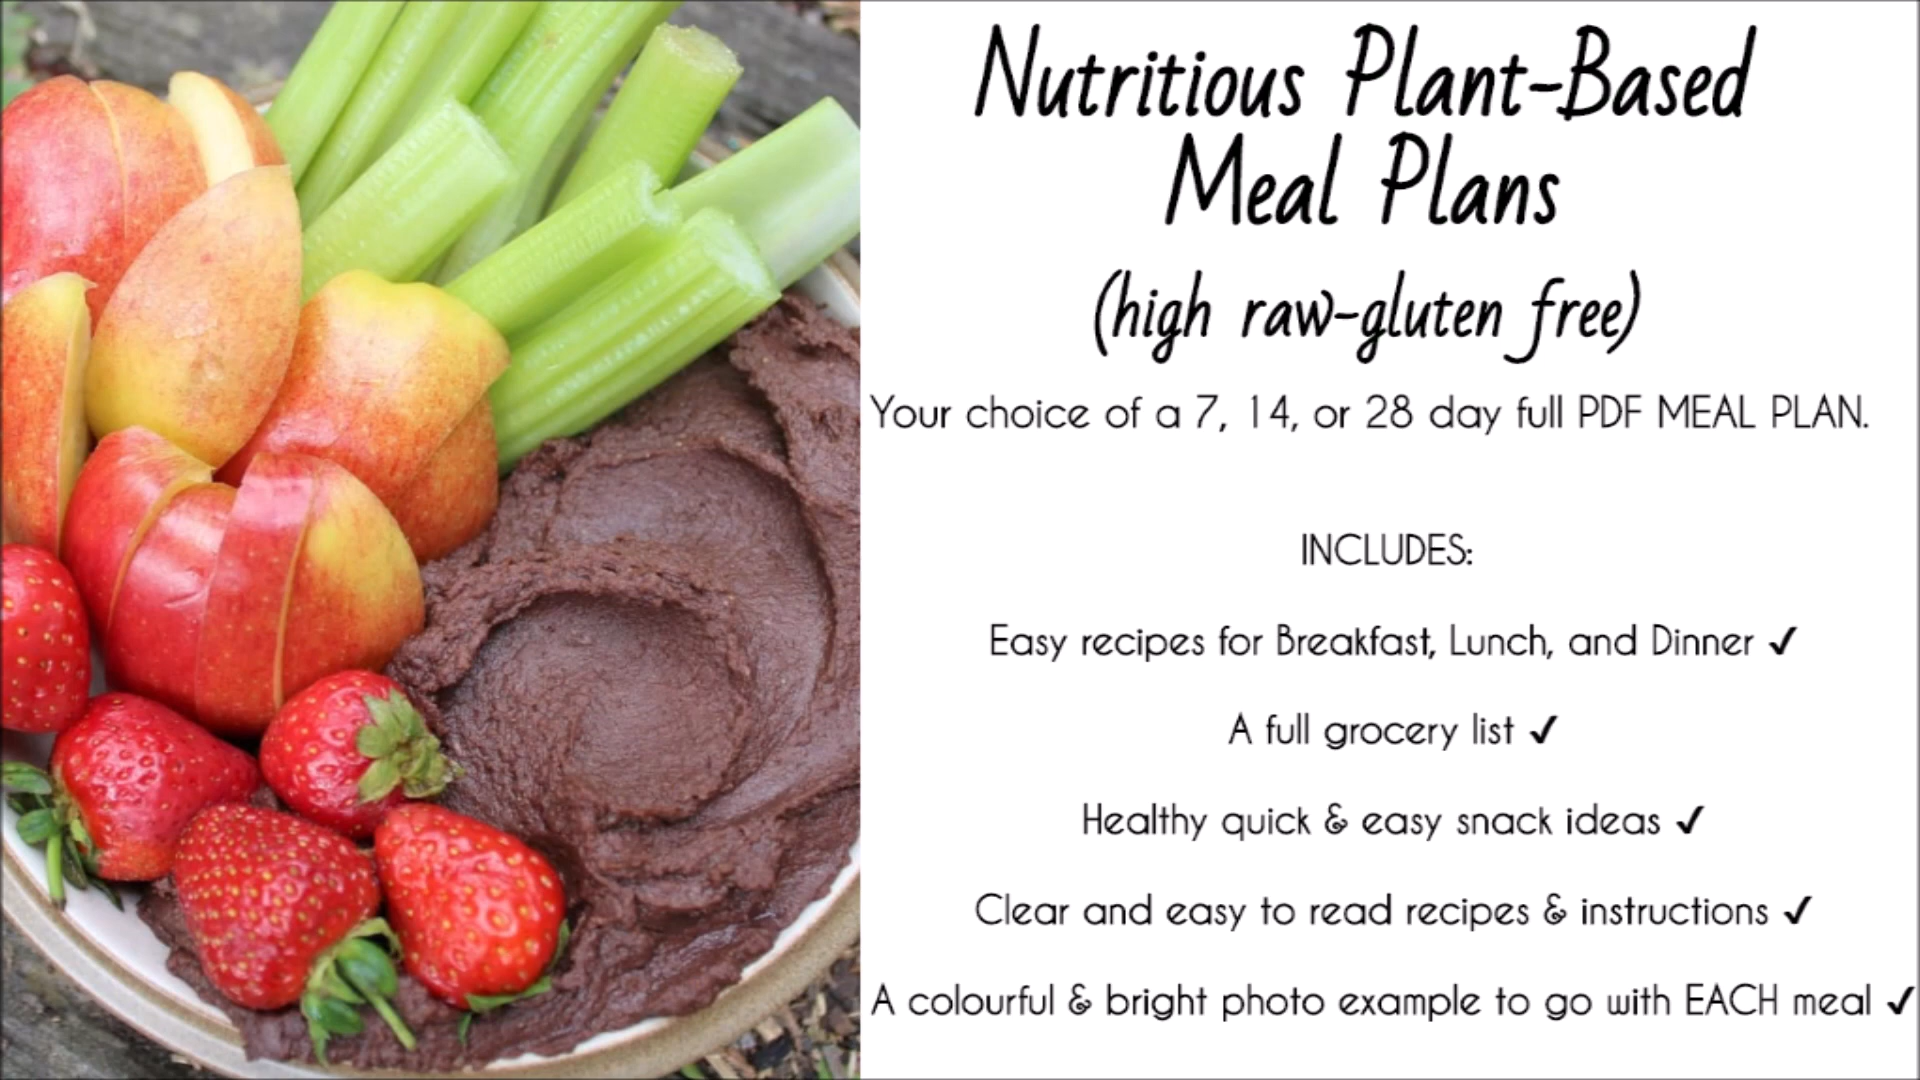 Nutritious Plant-Based
Meal Plans
(high raw-gluten free)
Your choice of a 7, 14, or 28 day full PDF MEAL PLAN.
INCLUDES:
Easy recipes for Breakfast, Lunch, and Dinner ✓
A full grocery list ✓
Healthy quick & easy snack ideas ✓
Clear and easy to read recipes & instructions ✓
A colourful & bright photo example to go with EACH meal ✓